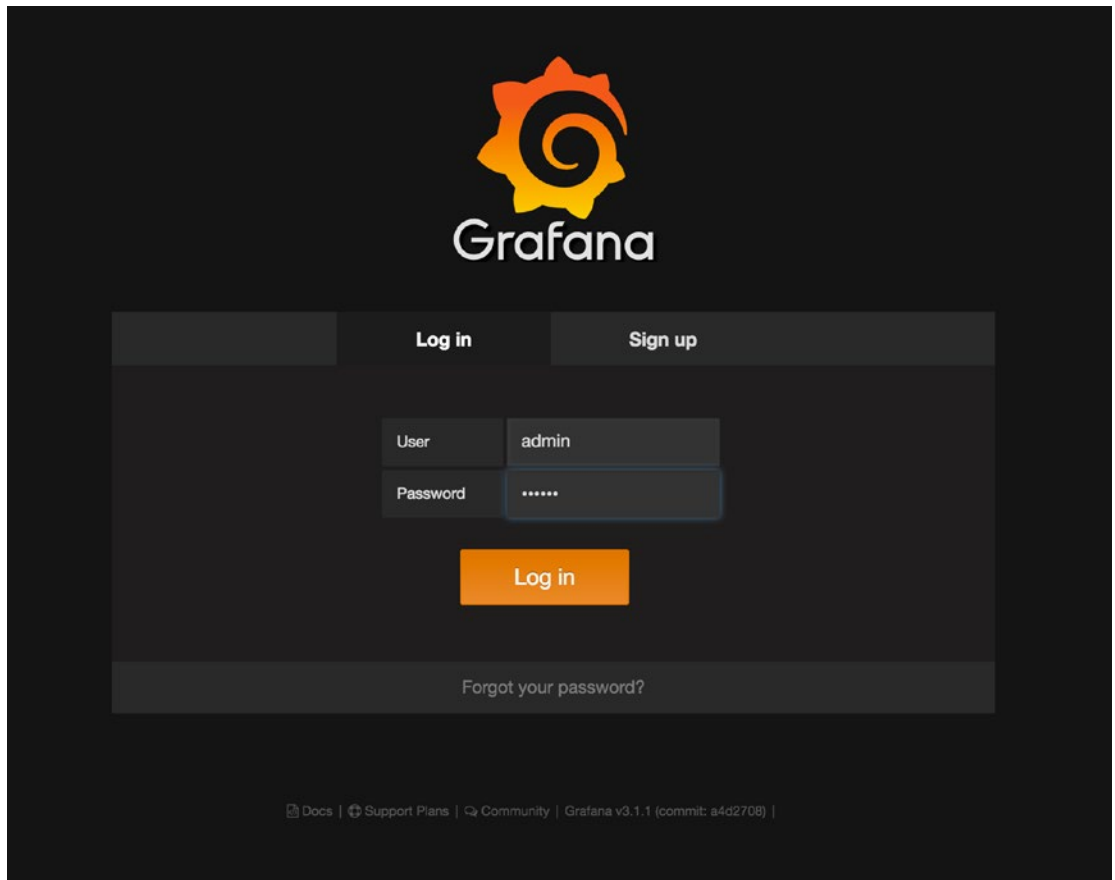 Grafana
Log in Sign up
User admin
Password ••••••
Log in
Forgot your password?
Docs | Support Plans | Community | Grafana v3.1.1 (commit: a4d2708) |